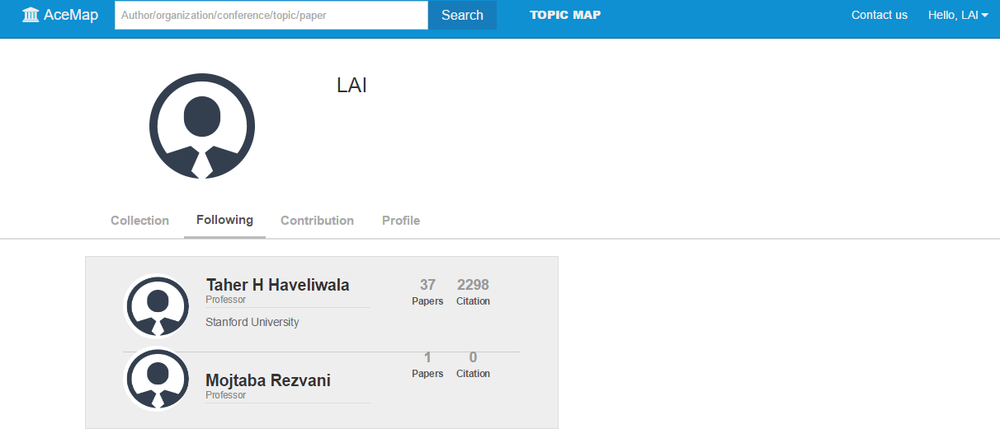 AceMap Author/organization/conference/topic/paper Search TOPIC MAP Contact us Hello, LAI
LAI
Collection Following Contribution Profile
Taher H Haveliwala 37 2298
Professor Papers Citation
Stanford University
1 0
Papers Citation
Mojtaba Rezvani
Professor